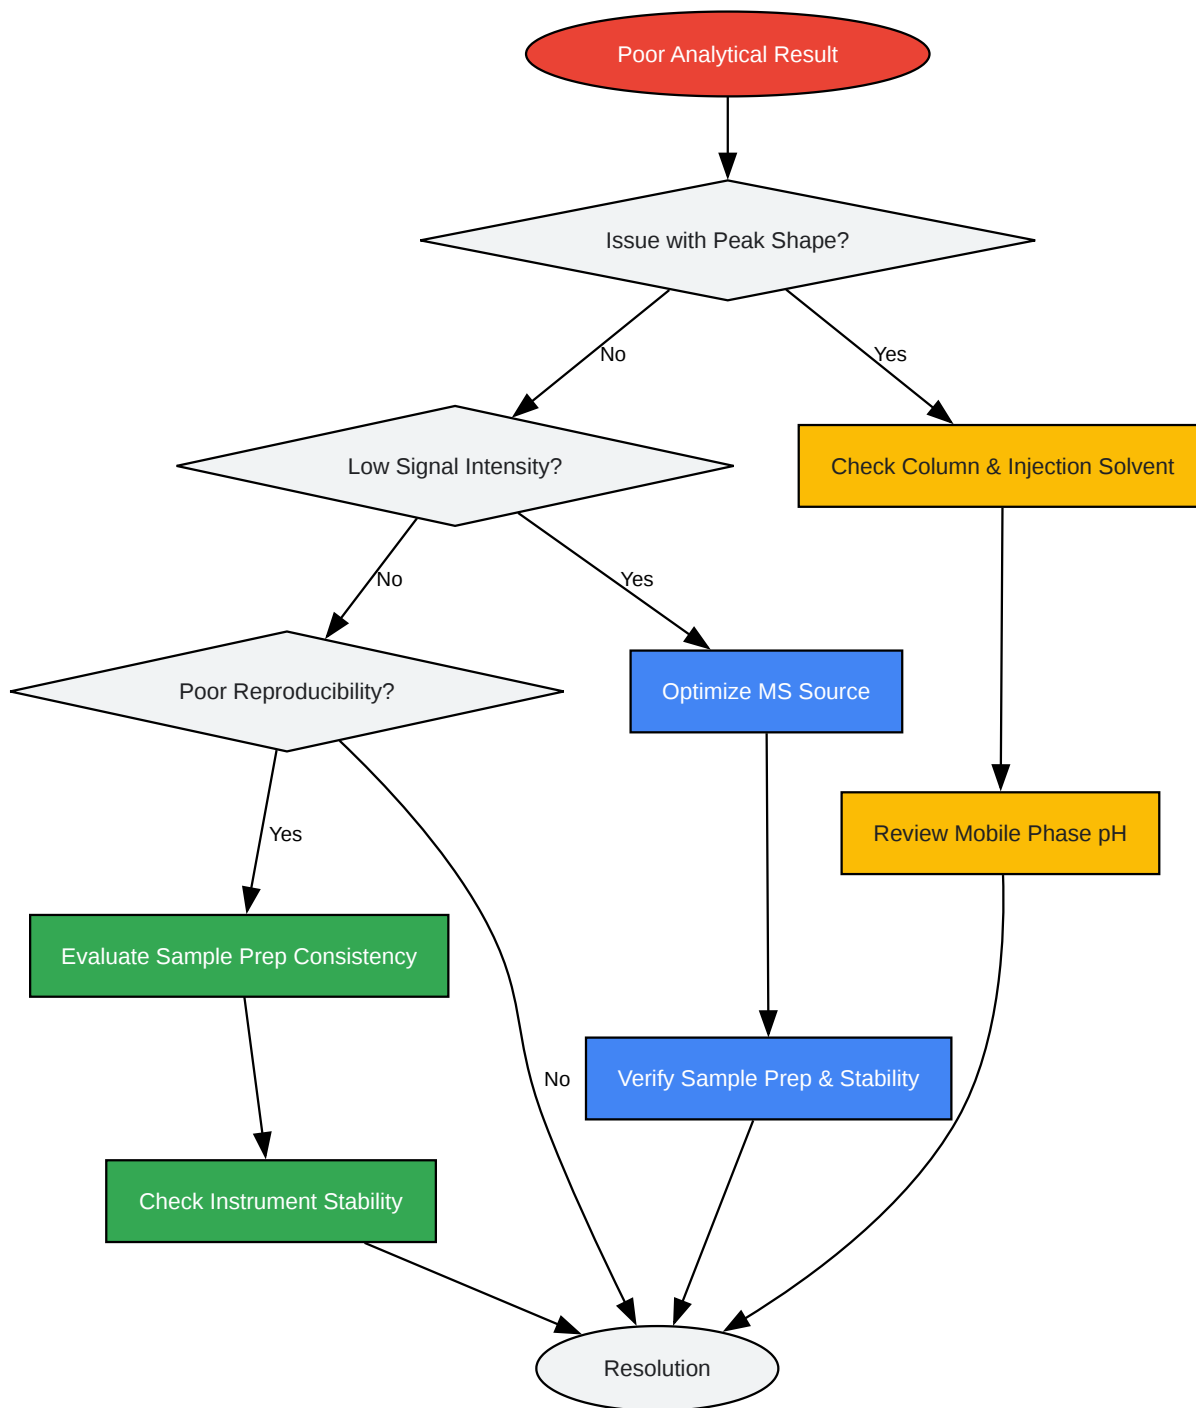 Poor Analytical Result
Issue with Peak Shape?
No
Yes
Low Signal Intensity?
Check Column & Injection Solvent
No
Yes
Poor Reproducibility?
Optimize MS Source
Yes
Review Mobile Phase pH
Evaluate Sample Prep Consistency
No
Verify Sample Prep & Stability
Check Instrument Stability
Resolution